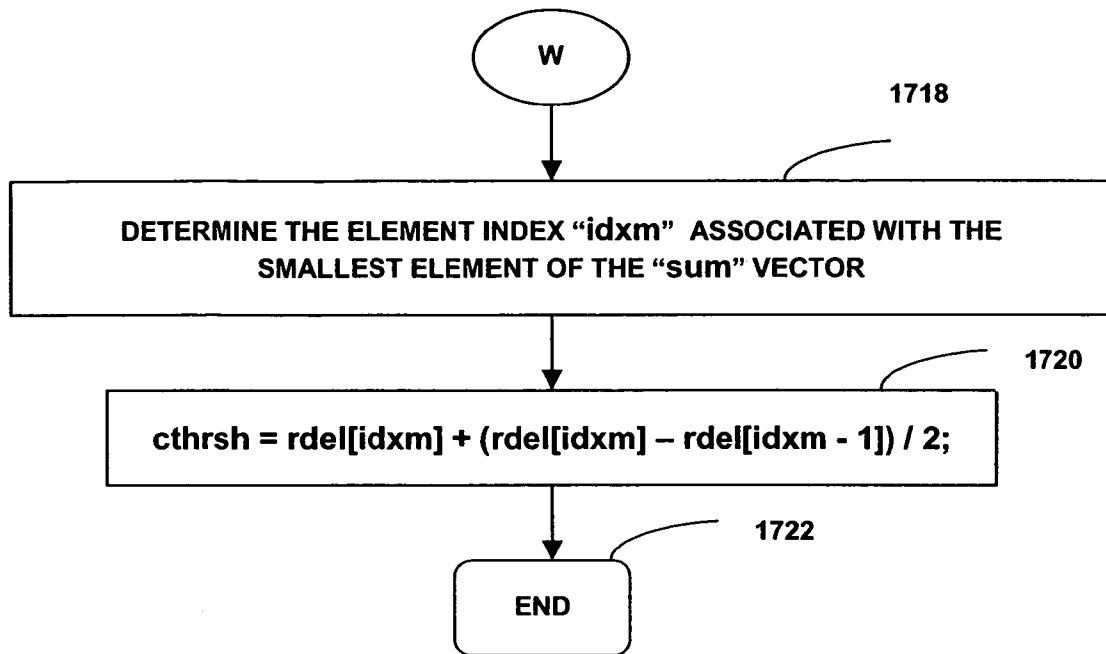 W
1718
DETERMINE THE ELEMENT INDEX “idxm” ASSOCIATED WITH THE
SMALLEST ELEMENT OF THE “sum” VECTOR
1720
cthrsh = rdel[idxm] + (rdel[idxm] – rdel[idxm - 1]) / 2;
1722
END